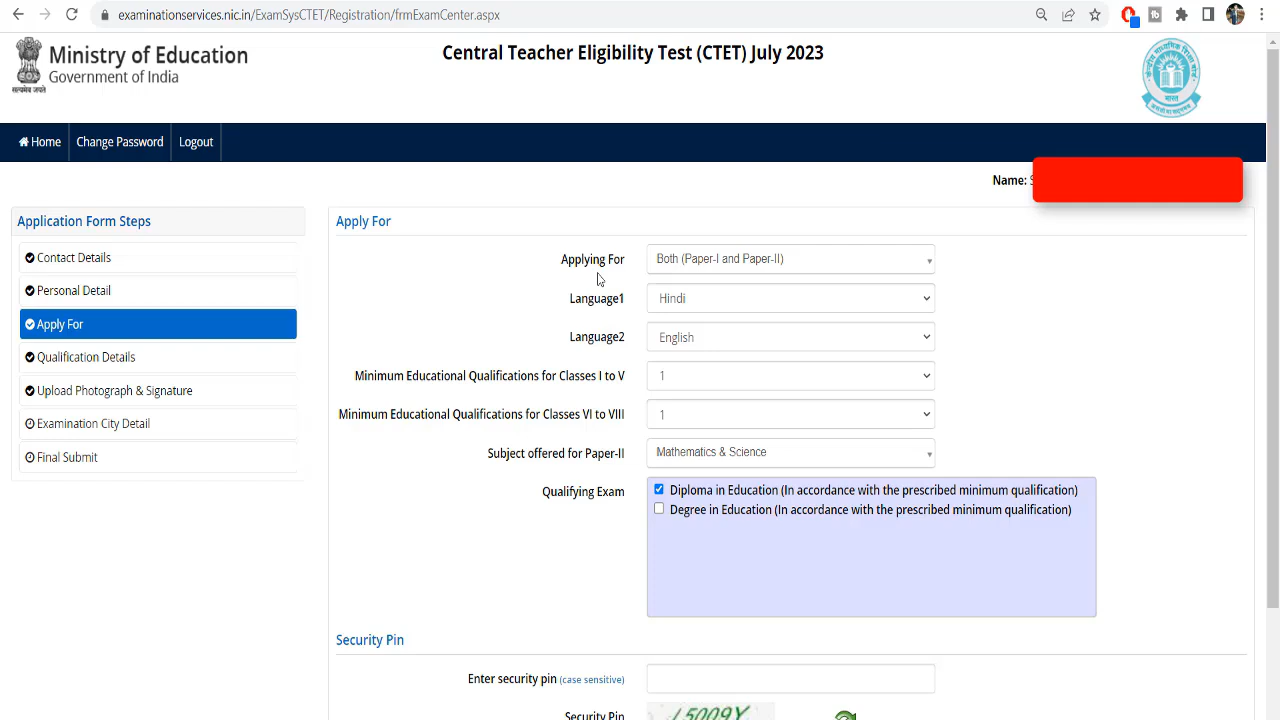 examinationservices.nic.in/ExamSysCTET/Registration/frmExamCenter.aspx
Ministry of Education
Government of India
सत्यमेव जयते
Central Teacher Eligibility Test (CTET) July 2023
Home
Change Password
Logout
Name: S
Application Form Steps
Contact Details
Personal Detail
Apply For
Qualification Details
Upload Photograph & Signature
Examination City Detail
Final Submit
Apply For
Applying For Both (Paper-I and Paper-II)
Language1 Hindi
Language2 English
Minimum Educational Qualifications for Classes I to V 1
Minimum Educational Qualifications for Classes VI to VIII 1
Subject offered for Paper-II Mathematics & Science
Qualifying Exam
Diploma in Education (In accordance with the prescribed minimum qualification)
Degree in Education (In accordance with the prescribed minimum qualification)
Security Pin
Enter security pin (case sensitive)
Security Pin